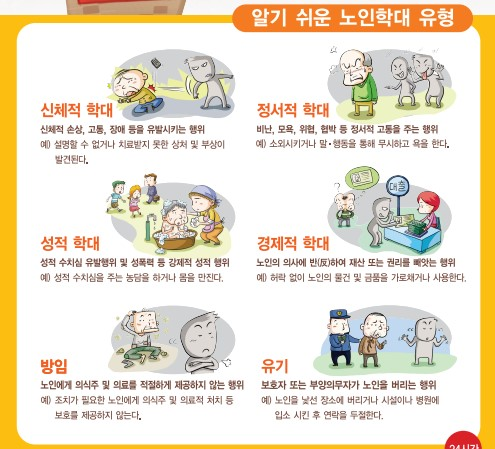 알기 쉬운 노인학대 유형
신체적 학대
신체적 손상, 고통, 장애 등을 유발시키는 행위
예) 설명할 수 없거나 치료받지 못한 상처 및 부상이
발견된다.
정서적 학대
비난, 모욕, 위협, 협박 등 정서적 고통을 주는 행위
예) 소외시키거나 말·행동을 통해 무시하고 욕을 한다.
성적 학대
성적 수치심 유발행위 및 성폭력 등 강제적 성적 행위
예) 성적 수치심을 주는 농담을 하거나 몸을 만진다.
대출
경제적 학대
노인의 의사에 반(反)하여 재산 또는 권리를 빼앗는 행위
예) 허락 없이 노인의 물건 및 금품을 가로채거나 사용한다.
방임
노인에게 의식주 및 의료를 적절하게 제공하지 않는 행위
예) 조치가 필요한 노인에게 의식주 및 의료적 처치 등
보호를 제공하지 않는다.
유기
보호자 또는 부양의무자가 노인을 버리는 행위
예) 노인을 낯선 장소에 버리거나 시설이나 병원에
입소 시킨 후 연락을 두절한다.
24시간